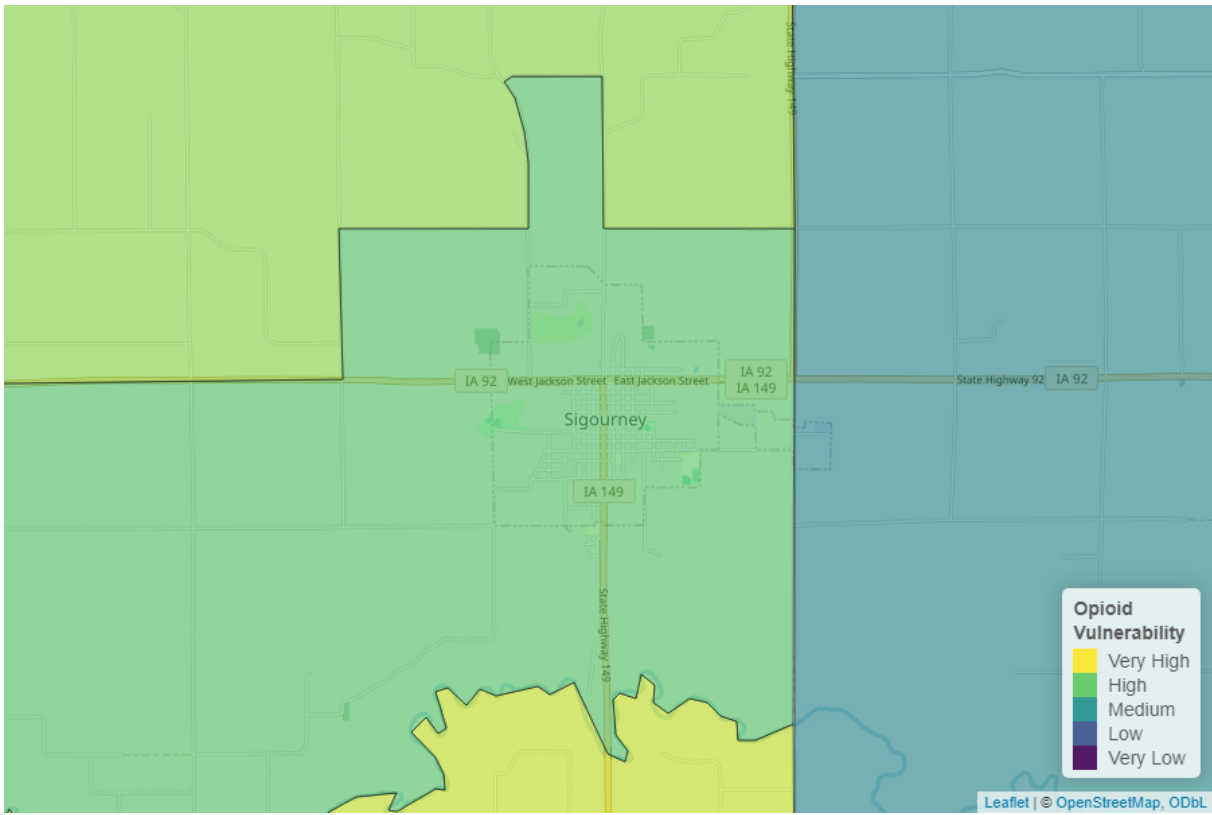 State Highway 149
IA 92
West Jackson Street
East Jackson Street
IA 92
IA 149
State Highway 92
IA 92
Sigourney
IA 149
State Highway 149
Opioid
Vulnerability
Very High
High
Medium
Low
Very Low
Leaflet | © OpenStreetMap, ODbL